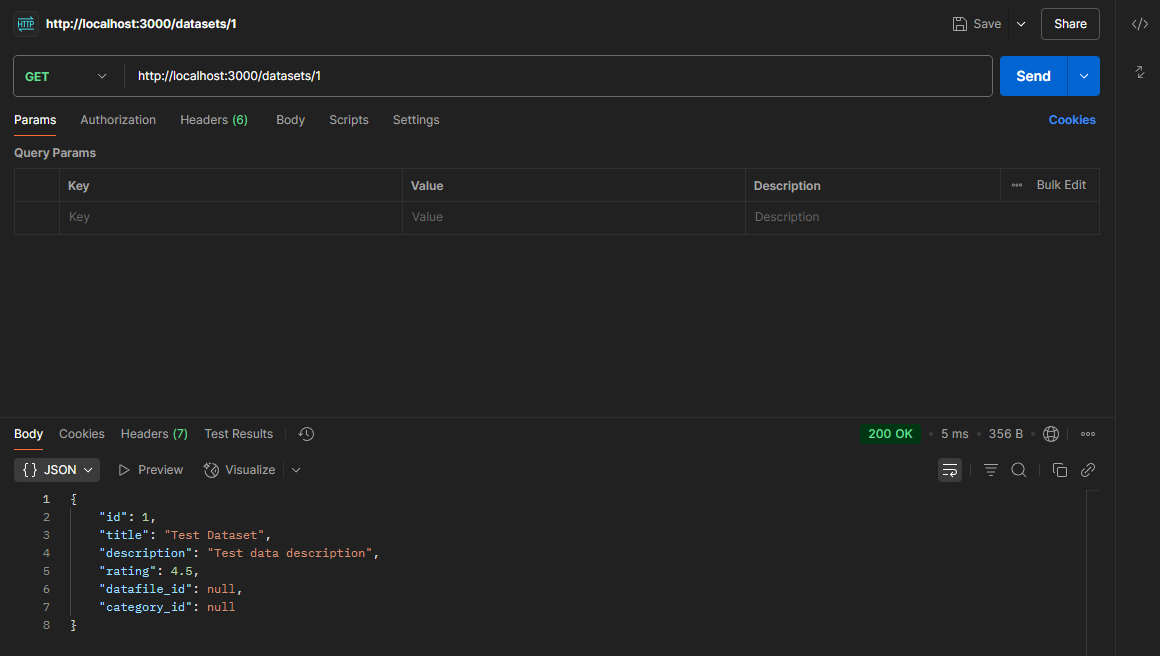 HTTP http://localhost:3000/datasets/1 Save Share
GET http://localhost:3000/datasets/1 Send
Params Authorization Headers (6) Body Scripts Settings Cookies
Query Params
Key Value Description Bulk Edit
Key Value Description
Body Cookies Headers (7) Test Results 200 OK 5 ms 356 B
{} JSON Preview Visualize
1 {
2 "id": 1,
3 "title": "Test Dataset",
4 "description": "Test data description",
5 "rating": 4.5,
6 "datafile_id": null,
7 "category_id": null
8 }